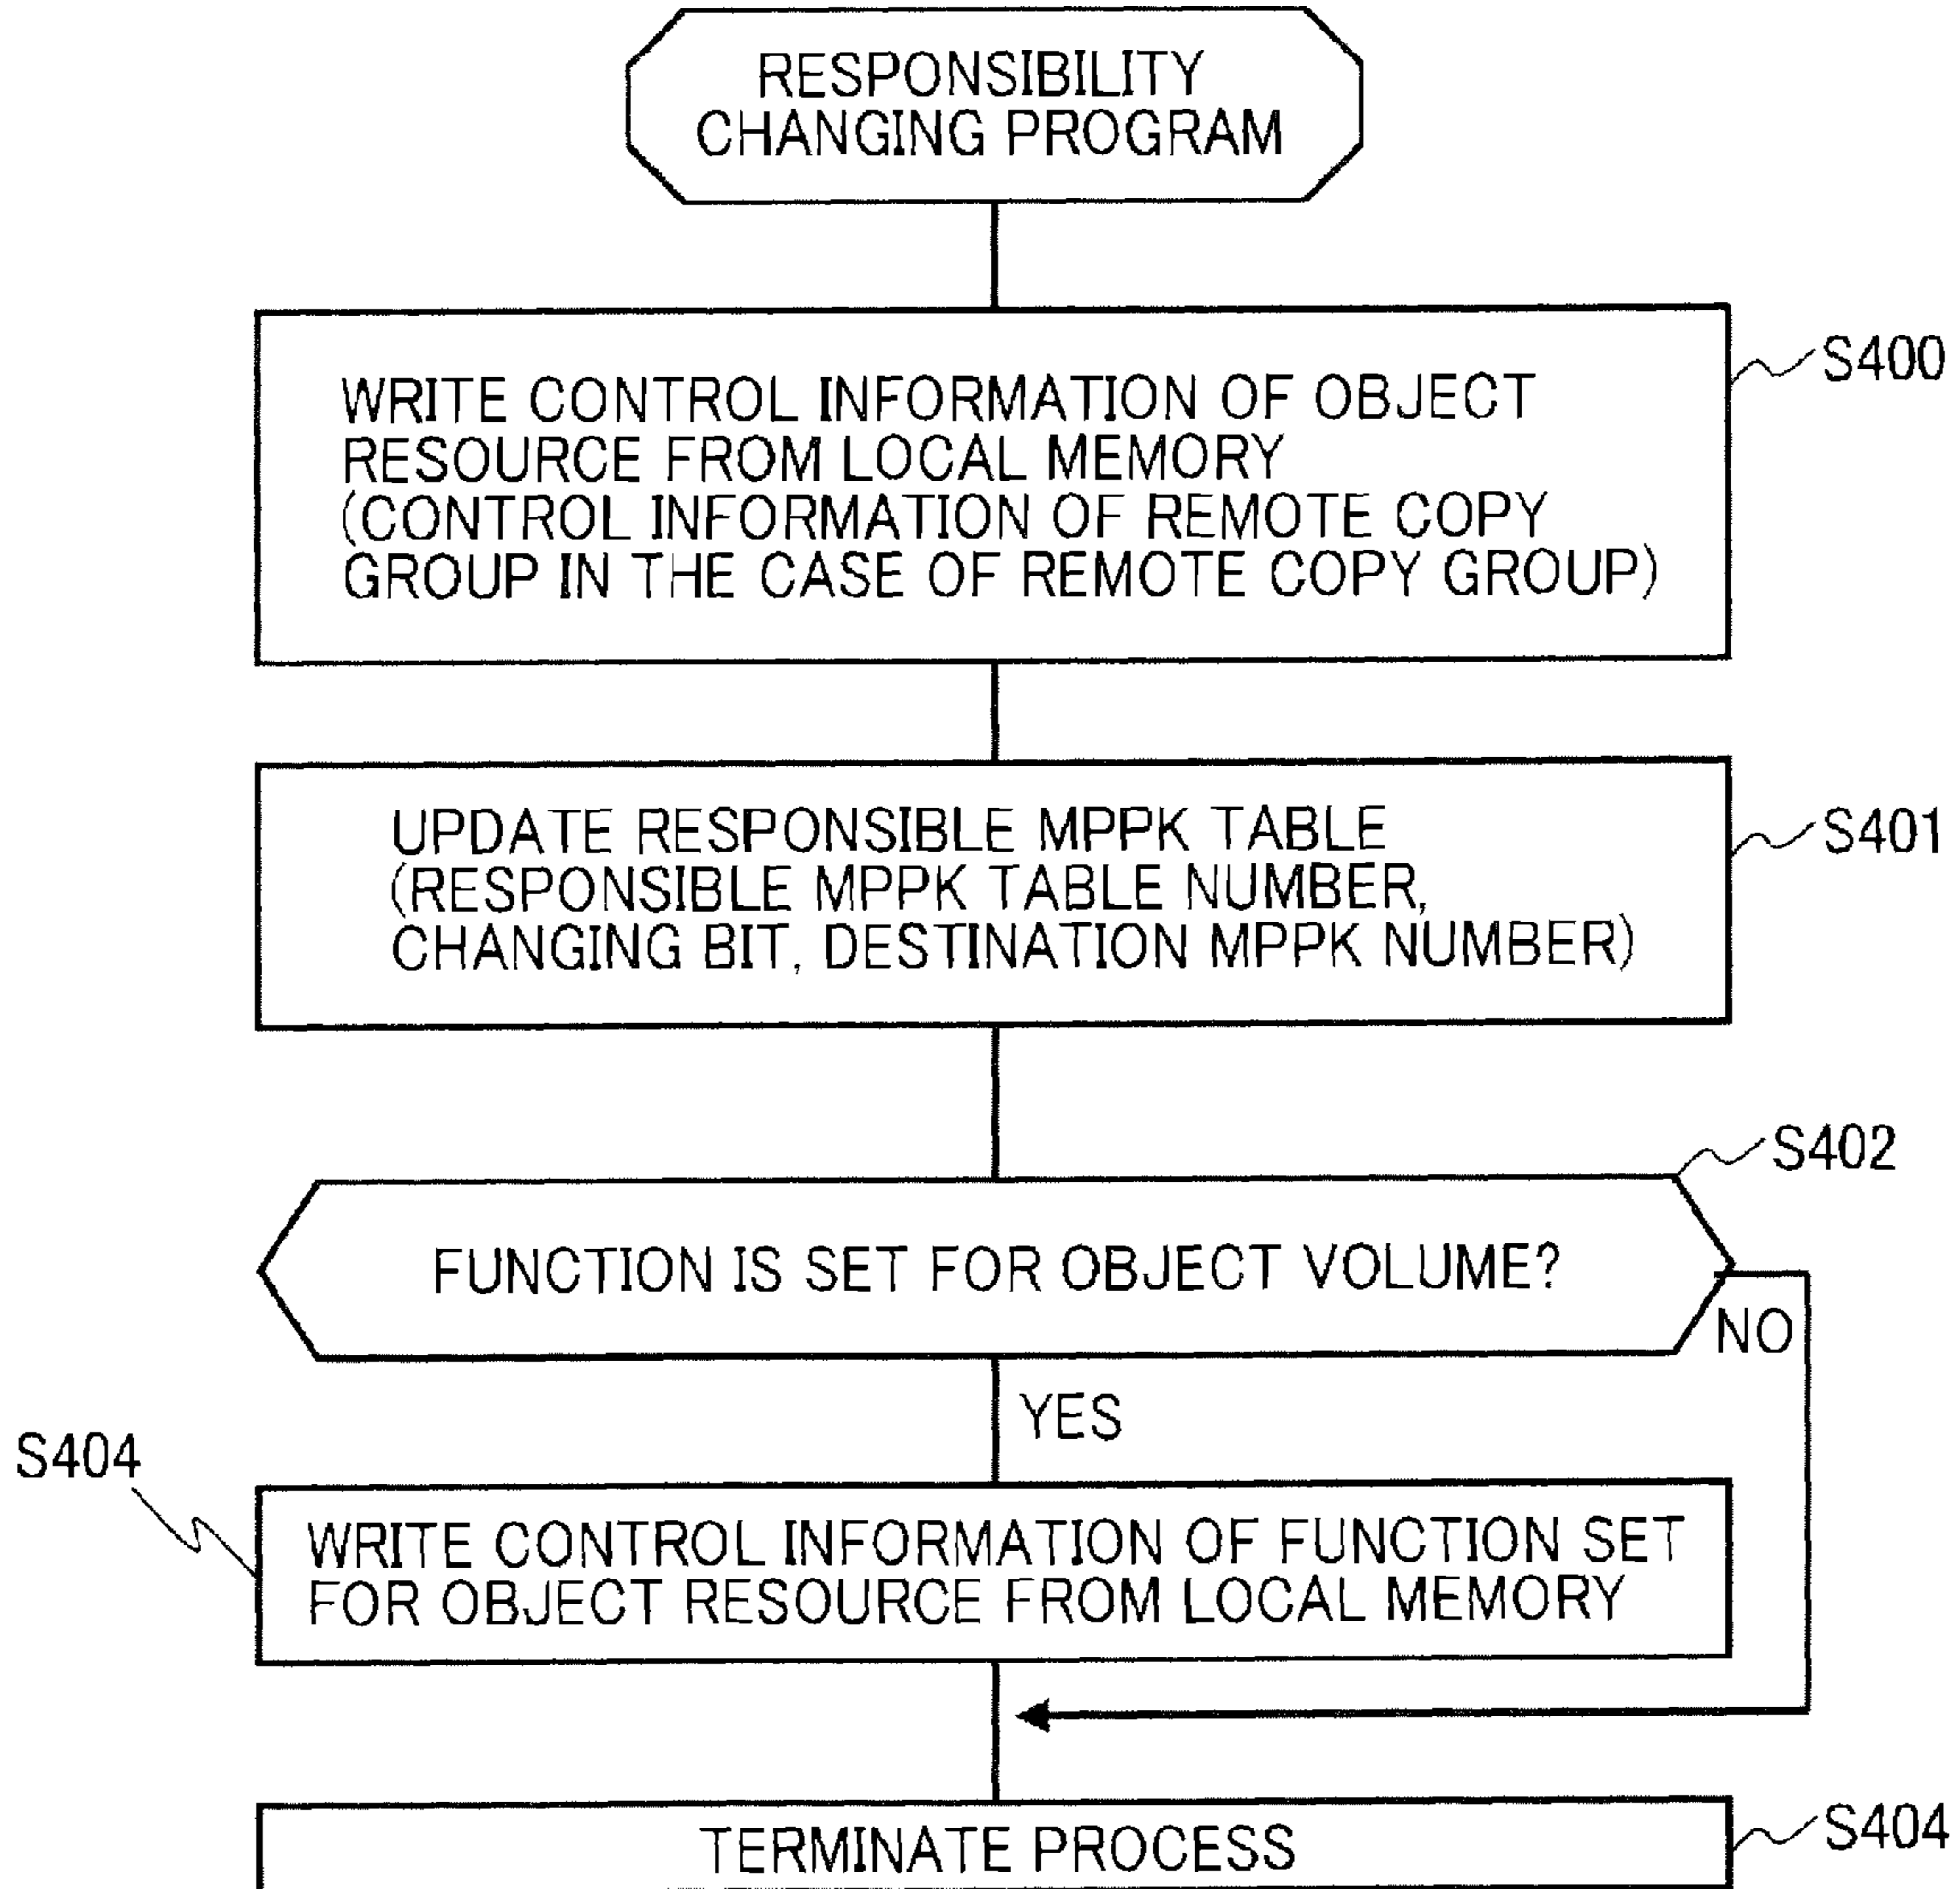 RESPONSIBILITY
CHANGING PROGRAM
S400
WRITE CONTROL INFORMATION OF OBJECT
RESOURCE FROM LOCAL MEMORY
(CONTROL INFORMATION OF REMOTE COPY
GROUP IN THE CASE OF REMOTE COPY GROUP)
S401
UPDATE RESPONSIBLE MPPK TABLE
(RESPONSIBLE MPPK TABLE NUMBER,
CHANGING BIT, DESTINATION MPPK NUMBER)
S402
FUNCTION IS SET FOR OBJECT VOLUME?
NO
YES
S404
WRITE CONTROL INFORMATION OF FUNCTION SET
FOR OBJECT RESOURCE FROM LOCAL MEMORY
TERMINATE PROCESS
S404